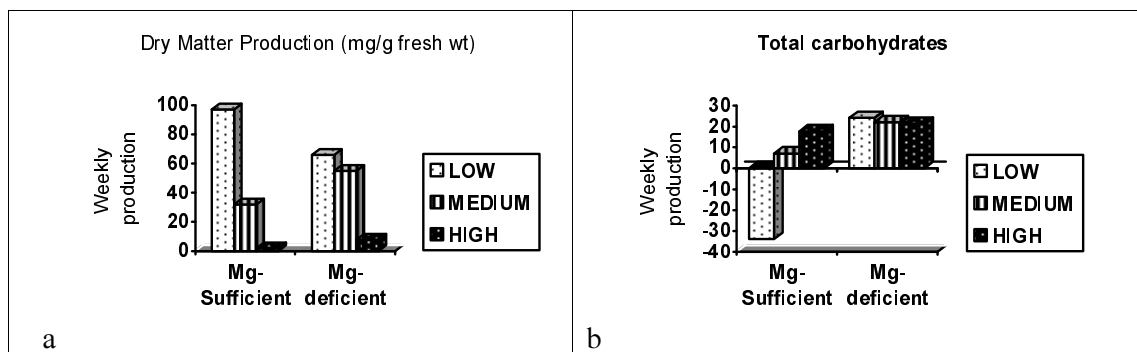 Dry Matter Production (mg/g fresh wt)
Weekly
production
100
80
60
40
20
0
Mg-
Sufficient
Mg-
deficient
LOW
MEDIUM
HIGH
a
Total carbohydrates
Weekly
production
30
20
10
0
-10
-20
-30
-40
Mg-
Sufficient
Mg-
deficient
LOW
MEDIUM
HIGH
b